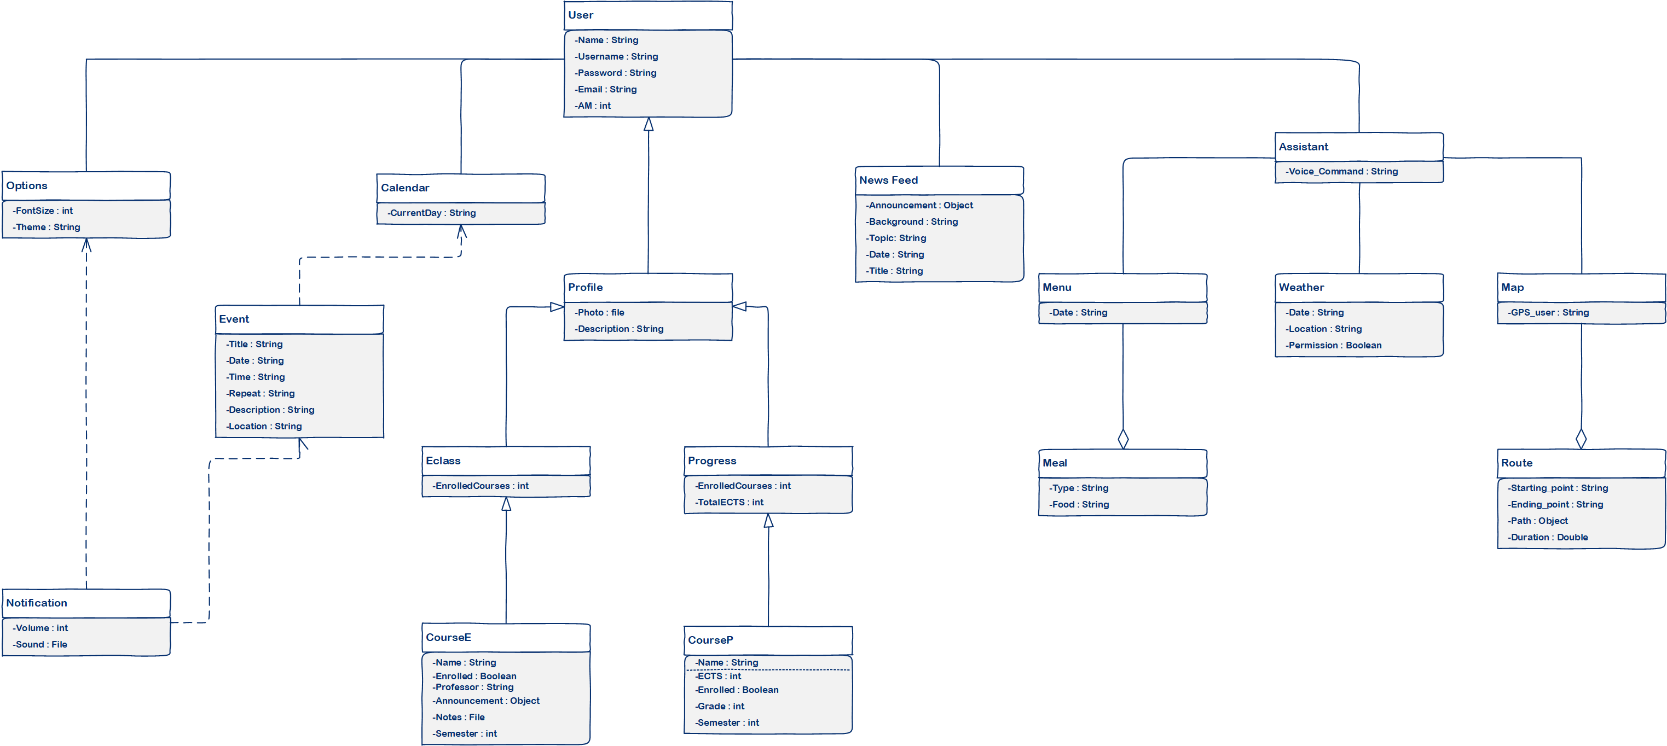 User
-Name : String
-Username : String
-Password : String
-Email : String
-AM : int
Options
-FontSize : int
-Theme : String
Calendar
-CurrentDay : String
News Feed
-Announcement : Object
-Background : String
-Topic: String
-Date : String
-Title : String
Assistant
-Voice_Command : String
Event
-Title : String
-Date : String
-Time : String
-Repeat : String
-Description : String
-Location : String
Profile
-Photo : file
-Description : String
Menu
-Date : String
Weather
-Date : String
-Location : String
-Permission : Boolean
Map
-GPS_user : String
Eclass
-EnrolledCourses : int
Progress
-EnrolledCourses : int
-TotalECTS : int
Meal
-Type : String
-Food : String
Route
-Starting_point : String
-Ending_point : String
-Path : Object
-Duration : Double
Notification
-Volume : int
-Sound : File
CourseE
-Name : String
-Enrolled : Boolean
-Professor : String
-Announcement : Object
-Notes : File
-Semester : int
CourseP
-Name : String
-ECTS : int
-Enrolled : Boolean
-Grade : int
-Semester : int